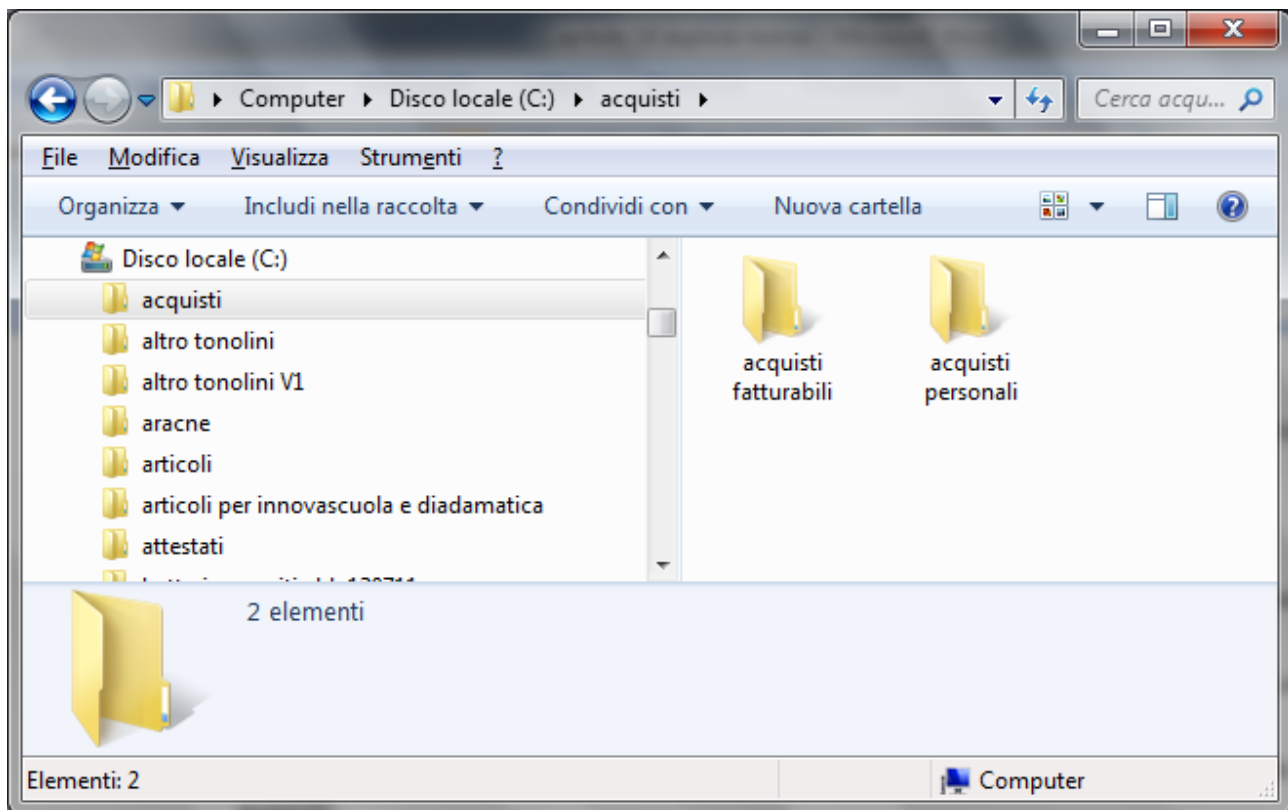 Computer ▸ Disco locale (C:) ▸ acquisti ▸
Cerca acqu...
File Modifica Visualizza Strumenti ?
Organizza Includi nella raccolta Condividi con Nuova cartella
Disco locale (C:)
acquisti
altro tonolini
altro tonolini V1
aracne
articoli
articoli per innovascuola e diadamatica
attestati
acquisti
fatturabili
acquisti
personali
2 elementi
Elementi: 2
Computer